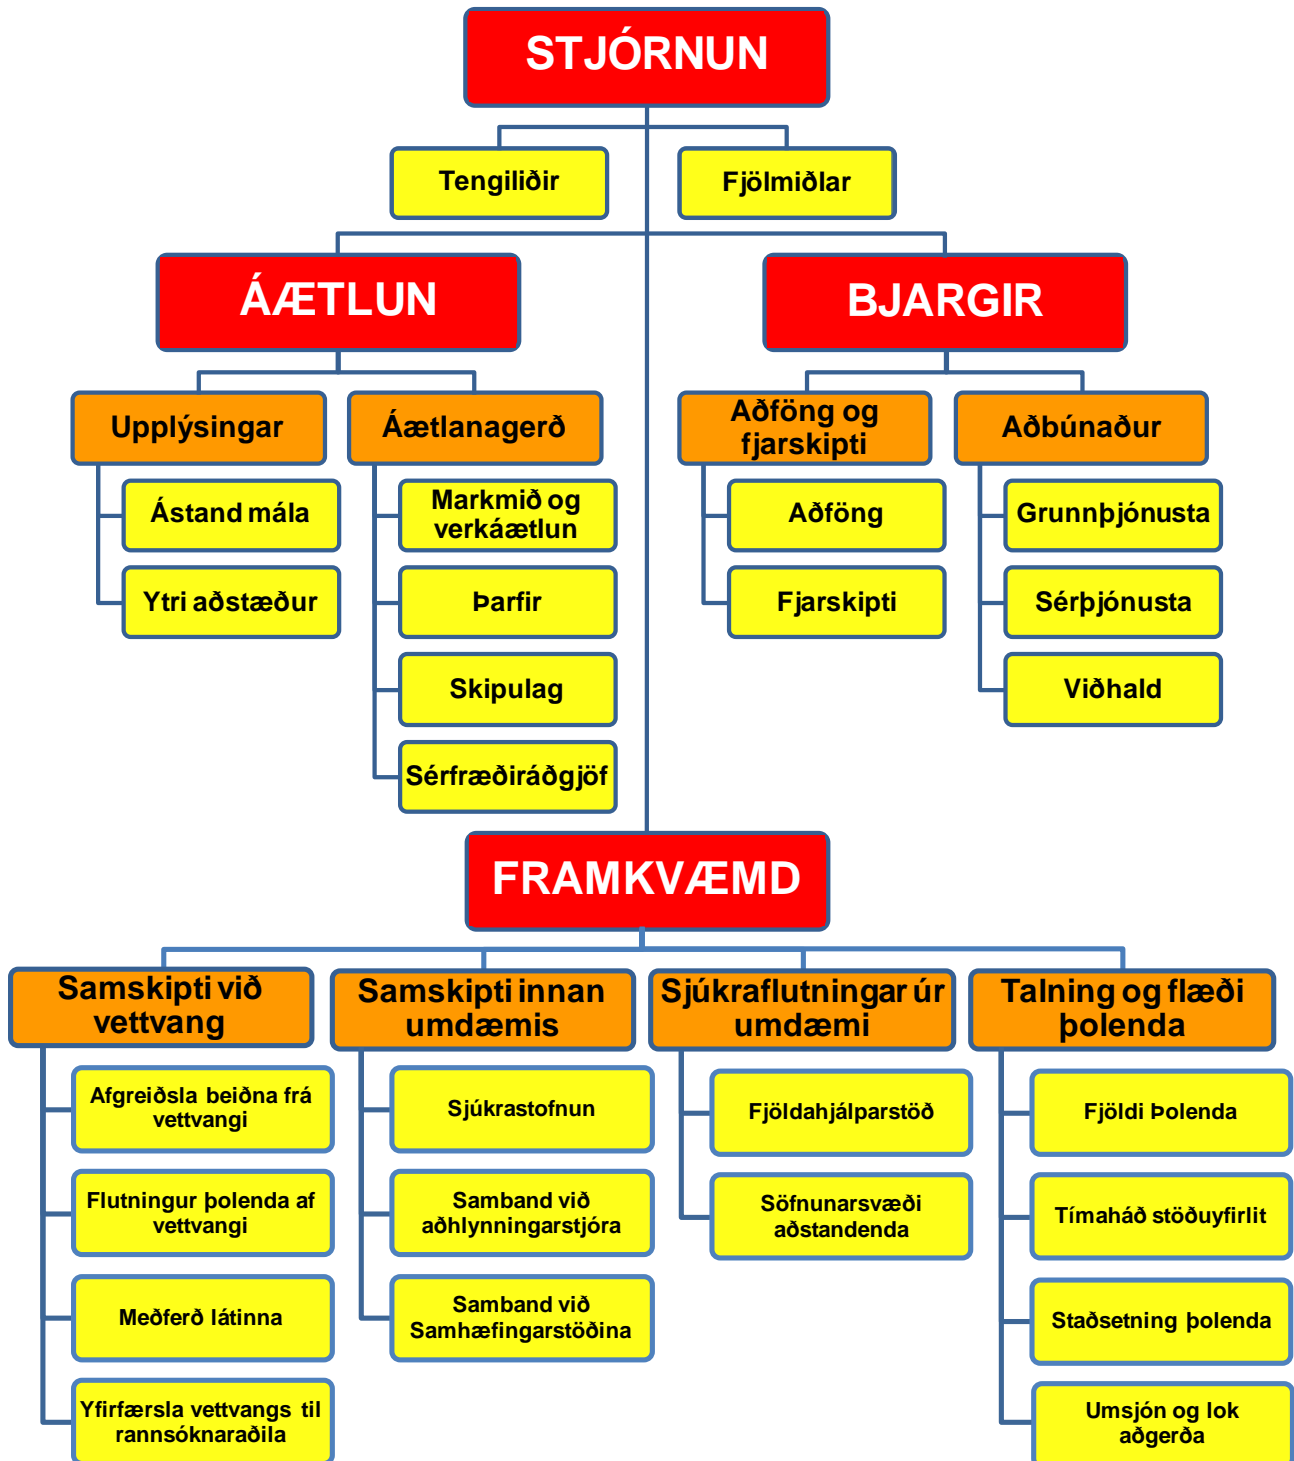 STJÓRNUN
Tengiliðir
Fjölmiðlar
ÁÆTLUN
BJARGIR
Upplýsingar
Ástand mála
Ytri aðstæður
Áætlanagerð
Markmið og
verkáætlun
Þarfir
Skipulag
Sérfræðiráðgjöf
Aðföng og
fjarskipti
Aðföng
Fjarskipti
Aðbúnaður
Grunnþjónusta
Sérþjónusta
Viðhald
FRAMKVÆMD
Samskipti við
vettvang
Afgreiðsla beiðna frá
vettvangi
Flutningur þolenda af
vettvangi
Meðferð látinna
Yfirfærsla vettvangs til
rannsóknaraðila
Samskipti innan
umdæmis
Sjúkrastofnun
Samband við
aðhlynningarstjóra
Samband við
Samhæfingarstöðina
Sjúkraflutningar úr
umdæmi
Fjöldahjálparstöð
Söfnunarsvæði
aðstandenda
Talning og flæði
þolenda
Fjöldi Þolenda
Tímaháð stöðuyfirlit
Staðsetning þolenda
Umsjón og lok
aðgerða